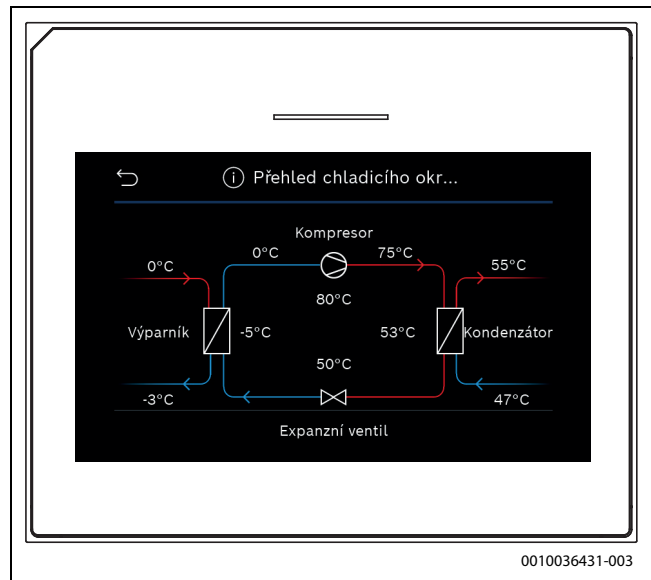 Přehled chladicího okr...
Kompresor
0°C 0°C 75°C 55°C
80°C
Výparník -5°C 53°C Kondenzátor
50°C
-3°C 47°C
Expanzní ventil
0010036431-003